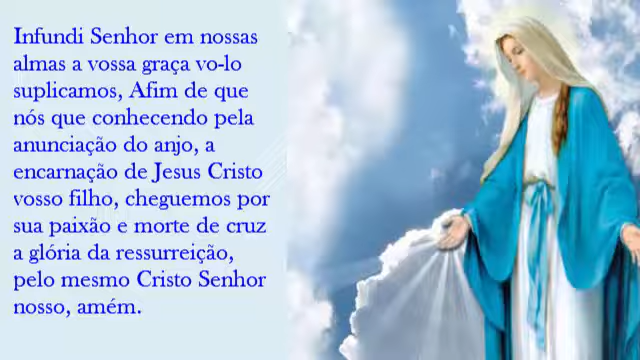 Infundi Senhor em nossas
almas a vossa graça vo-lo
suplicamos, Afim de que
nós que conhecendo pela
anunciação do anjo, a
encarnação de Jesus Cristo
vosso filho, cheguemos por
sua paixão e morte de cruz
a glória da ressurreição,
pelo mesmo Cristo Senhor
nosso, amém.